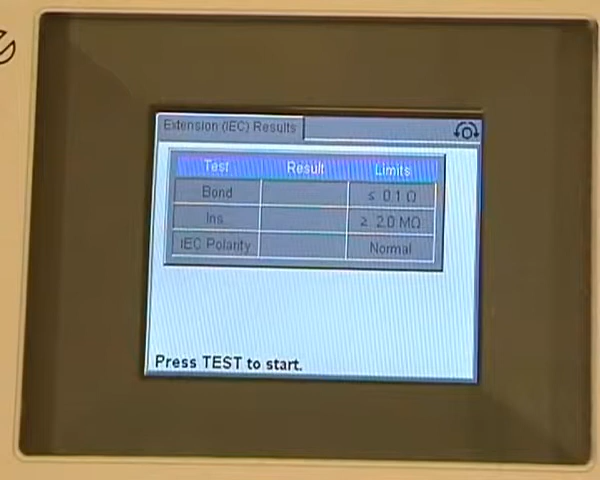 Extension (IEC) Results
Test Result Limits
Bond ≤ 0.1 Ω
Ins. ≥ 2.0 MΩ
IEC Polarity Normal
Press TEST to start.